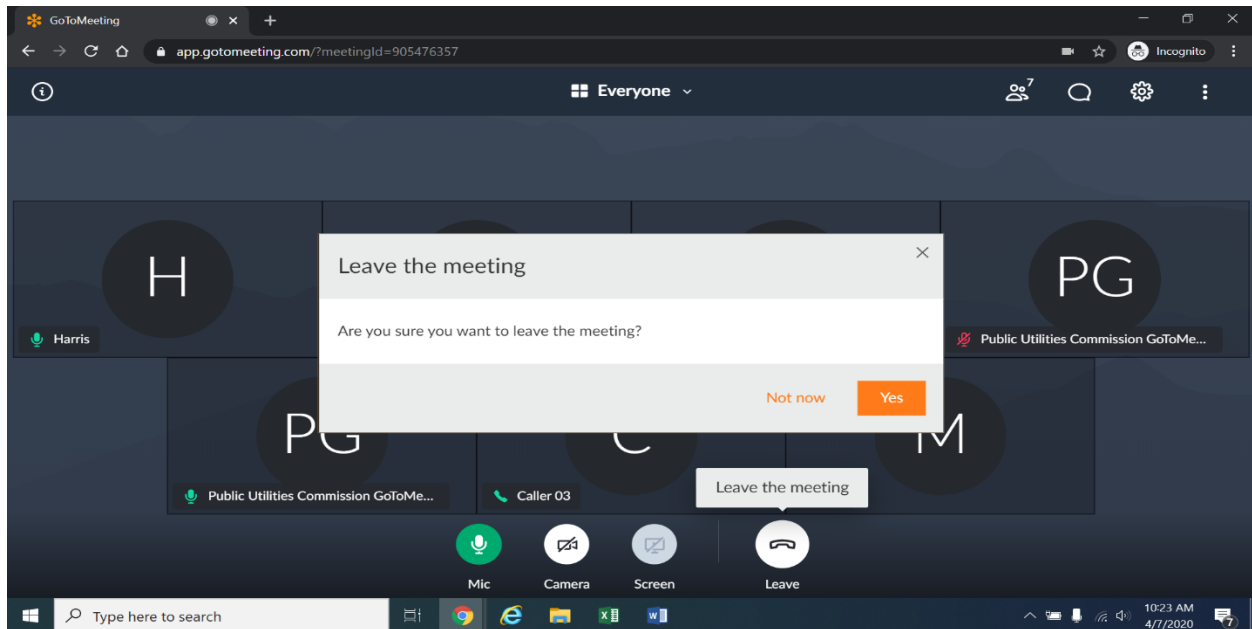 GoToMeeting
app.gotomeeting.com/?meetingId=905476357
Incognito
Everyone
7
H
PG
Harris
Public Utilities Commission GoToMe...
Leave the meeting
Are you sure you want to leave the meeting?
Not now
Yes
PG
C
M
Public Utilities Commission GoToMe...
Caller 03
Leave the meeting
Mic
Camera
Screen
Leave
Type here to search
10:23 AM
4/7/2020
7